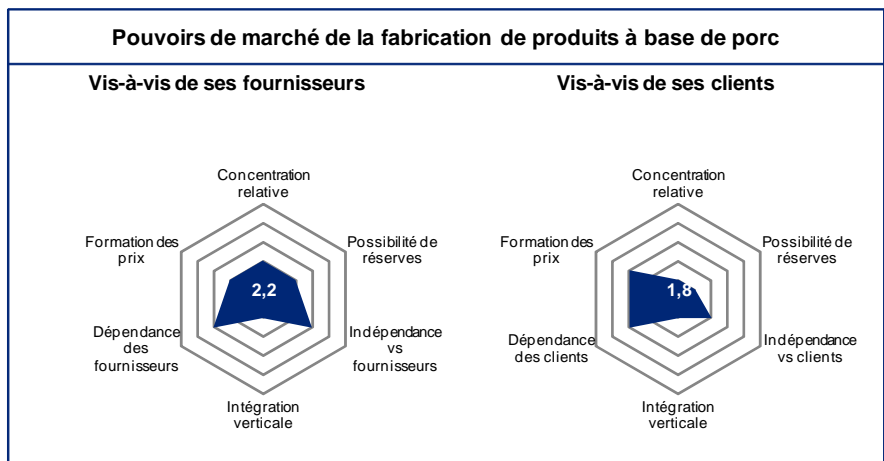 Pouvoirs de marché de la fabrication de produits à base de porc
Vis-à-vis de ses fournisseurs
Concentration
relative
Possibilité de
réserves
Indépendance
vs
fournisseurs
Intégration
verticale
Dépendance
des
fournisseurs
Formation des
prix
2,2
Vis-à-vis de ses clients
Concentration
relative
Possibilité de
réserves
Indépendance
vs clients
Intégration
verticale
Dépendance
des clients
Formation des
prix
1,8